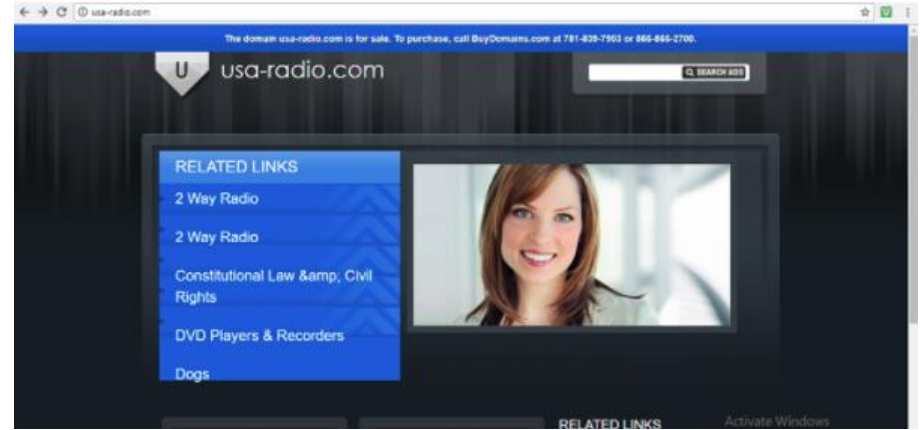 usa-radio.com
The domain usa-radio.com is for sale. To purchase, call BuyDomains.com at 781-839-7903 or 866-866-2700.
U
usa-radio.com
SEARCH ADS
RELATED LINKS
2 Way Radio
2 Way Radio
Constitutional Law &amp; Civil
Rights
DVD Players & Recorders
Dogs
RELATED LINKS
Activate Windows